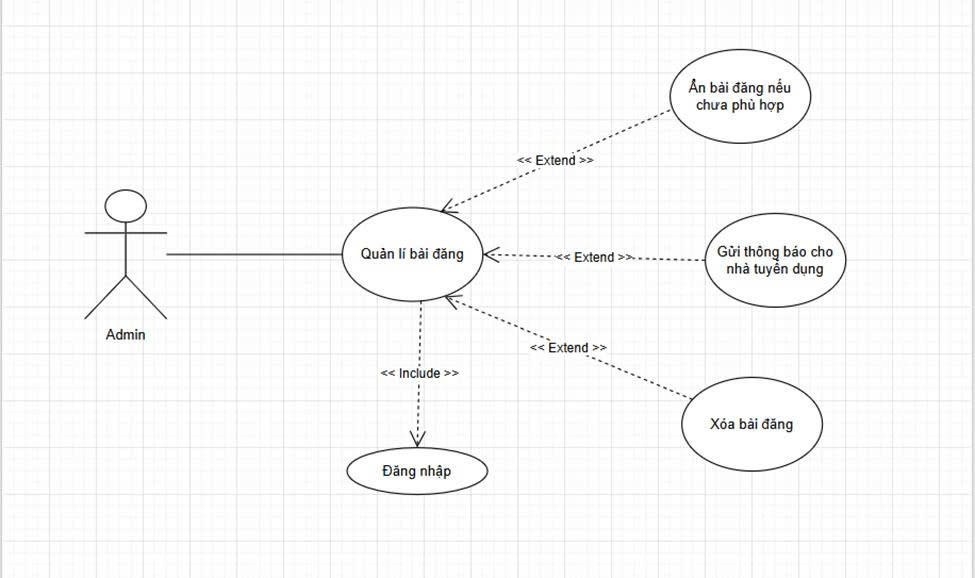 Ẩn bài đăng nếu
chưa phù hợp
<< Extend >>
Quản lí bài đăng
<< Extend >>
Gửi thông báo cho
nhà tuyển dụng
Admin
<< Extend >>
<< Include >>
Xóa bài đăng
Đăng nhập